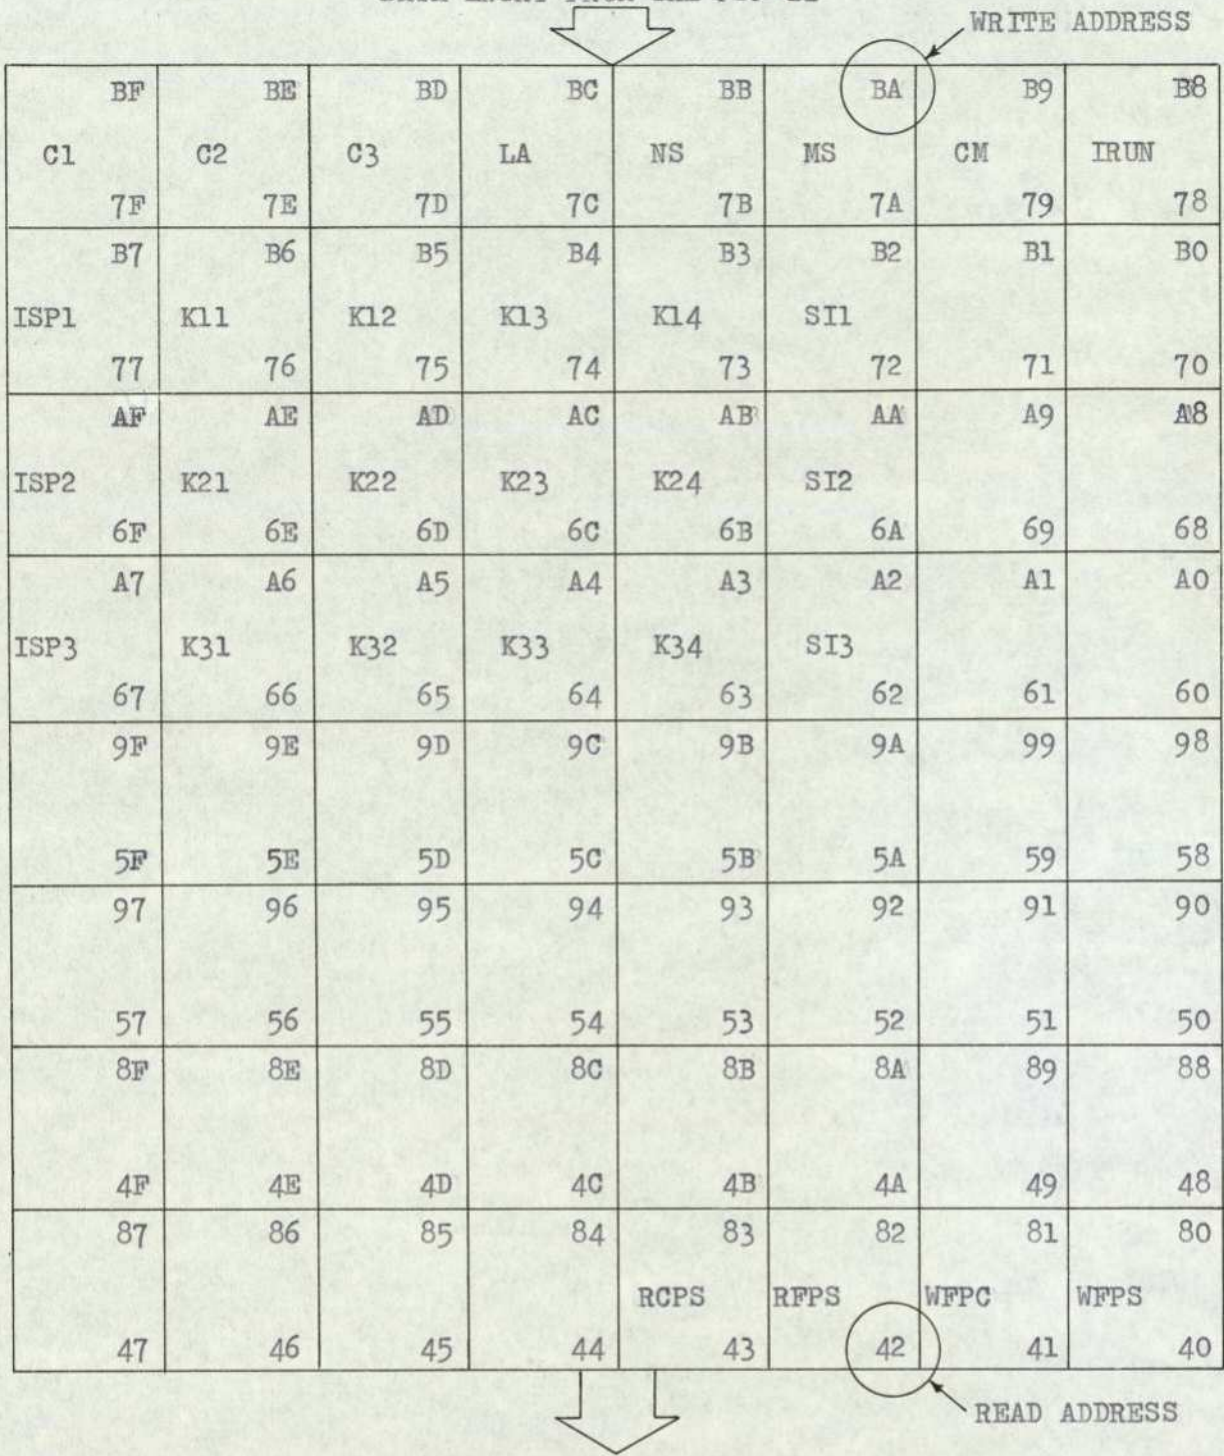 WRITE ADDRESS
BF BE BD BC BB BA B9 B8
C1 C2 C3 LA NS MS CM IRUN
7F 7E 7D 7C 7B 7A 79 78
B7 B6 B5 B4 B3 B2 B1 B0
ISP1 K11 K12 K13 K14 SI1
77 76 75 74 73 72 71 70
AF AE AD AC AB AA A9 A8
ISP2 K21 K22 K23 K24 SI2
6F 6E 6D 6C 6B 6A 69 68
A7 A6 A5 A4 A3 A2 A1 A0
ISP3 K31 K32 K33 K34 SI3
67 66 65 64 63 62 61 60
9F 9E 9D 9C 9B 9A 99 98
5F 5E 5D 5C 5B 5A 59 58
97 96 95 94 93 92 91 90
57 56 55 54 53 52 51 50
8F 8E 8D 8C 8B 8A 89 88
4F 4E 4D 4C 4B 4A 49 48
87 86 85 84 83 82 81 80
RCPS RFPS WFPC WFPS
47 46 45 44 43 42 41 40
READ ADDRESS